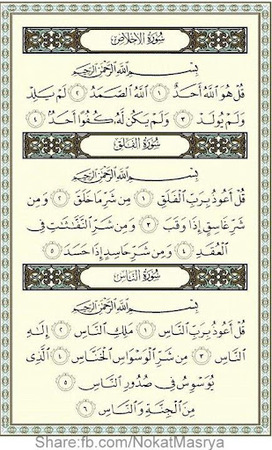 سُورَةُ الإِخْلَاصِ
بِسْمِ اللَّهِ الرَّحْمَٰنِ الرَّحِيمِ
قُلْ هُوَ اللَّهُ أَحَدٌ ١ اللَّهُ الصَّمَدُ ٢ لَمْ يَلِدْ
وَلَمْ يُولَدْ ٣ وَلَمْ يَكُن لَّهُ كُفُوًا أَحَدٌ ٤
سُورَةُ الْفَلَقِ
بِسْمِ اللَّهِ الرَّحْمَٰنِ الرَّحِيمِ
قُلْ أَعُوذُ بِرَبِّ الْفَلَقِ ١ مِن شَرِّ مَا خَلَقَ ٢ وَمِن
شَرِّ غَاسِقٍ إِذَا وَقَبَ ٣ وَمِن شَرِّ النَّفَّٰثَٰتِ فِي
الْعُقَدِ ٤ وَمِن شَرِّ حَاسِدٍ إِذَا حَسَدَ ٥
سُورَةُ النَّاسِ
بِسْمِ اللَّهِ الرَّحْمَٰنِ الرَّحِيمِ
قُلْ أَعُوذُ بِرَبِّ النَّاسِ ١ مَلِكِ النَّاسِ ٢ إِلَٰهِ
النَّاسِ ٣ مِن شَرِّ الْوَسْوَاسِ الْخَنَّاسِ ٤ الَّذِي
يُوَسْوِسُ فِي صُدُورِ النَّاسِ ٥
مِنَ الْجِنَّةِ وَالنَّاسِ ٦
Share:fb.com/NokatMasrya